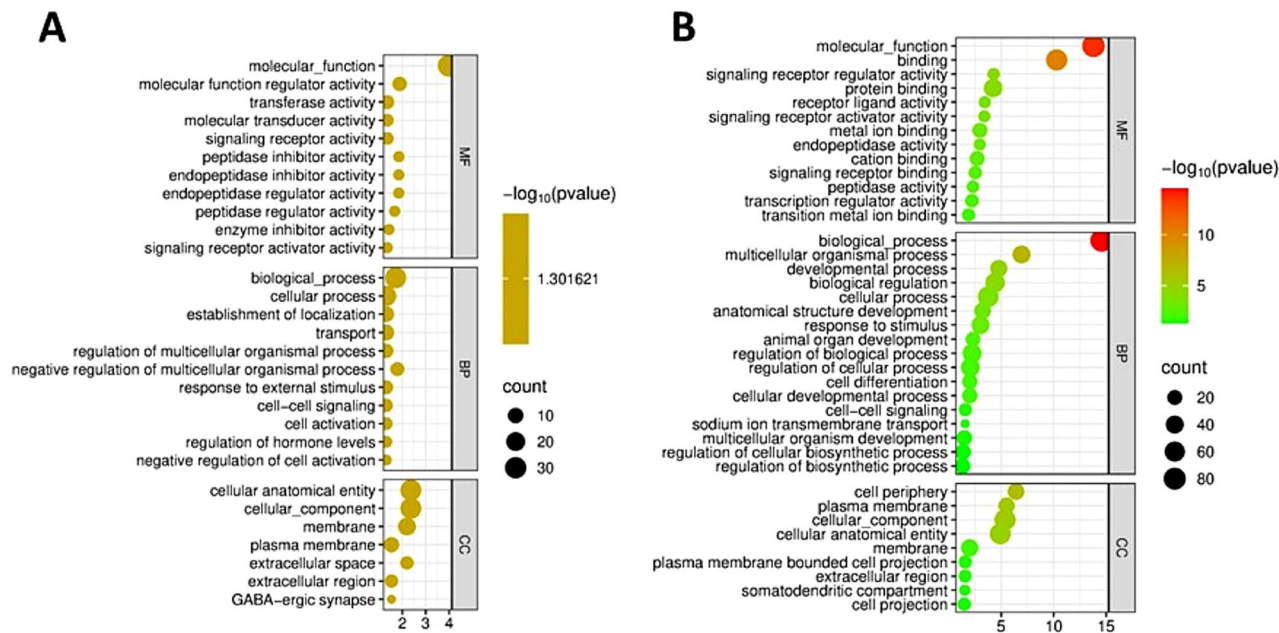 A
molecular_function
molecular function regulator activity
transferase activity
molecular transducer activity
signaling receptor activity
peptidase inhibitor activity
endopeptidase inhibitor activity
endopeptidase regulator activity
peptidase regulator activity
enzyme inhibitor activity
signaling receptor activator activity
MF
biological_process
cellular process
establishment of localization
transport
regulation of multicellular organismal process
negative regulation of multicellular organismal process
response to external stimulus
cell-cell signaling
cell activation
regulation of hormone levels
negative regulation of cell activation
BP
cellular anatomical entity
cellular_component
membrane
plasma membrane
extracellular space
extracellular region
GABA-ergic synapse
CC
2 3 4
−log10(pvalue)
1.301621
count
10
20
30
B
molecular_function
binding
signaling receptor regulator activity
protein binding
receptor ligand activity
signaling receptor activator activity
metal ion binding
endopeptidase activity
cation binding
signaling receptor binding
peptidase activity
transcription regulator activity
transition metal ion binding
MF
biological_process
multicellular organismal process
developmental process
biological regulation
cellular process
anatomical structure development
response to stimulus
animal organ development
regulation of biological process
regulation of cellular process
cell differentiation
cellular developmental process
cell-cell signaling
sodium ion transmembrane transport
multicellular organism development
regulation of cellular biosynthetic process
regulation of biosynthetic process
BP
cell periphery
plasma membrane
cellular_component
cellular anatomical entity
membrane
plasma membrane bounded cell projection
extracellular region
somatodendritic compartment
cell projection
CC
5 10 15
−log10(pvalue)
10
5
count
20
40
60
80